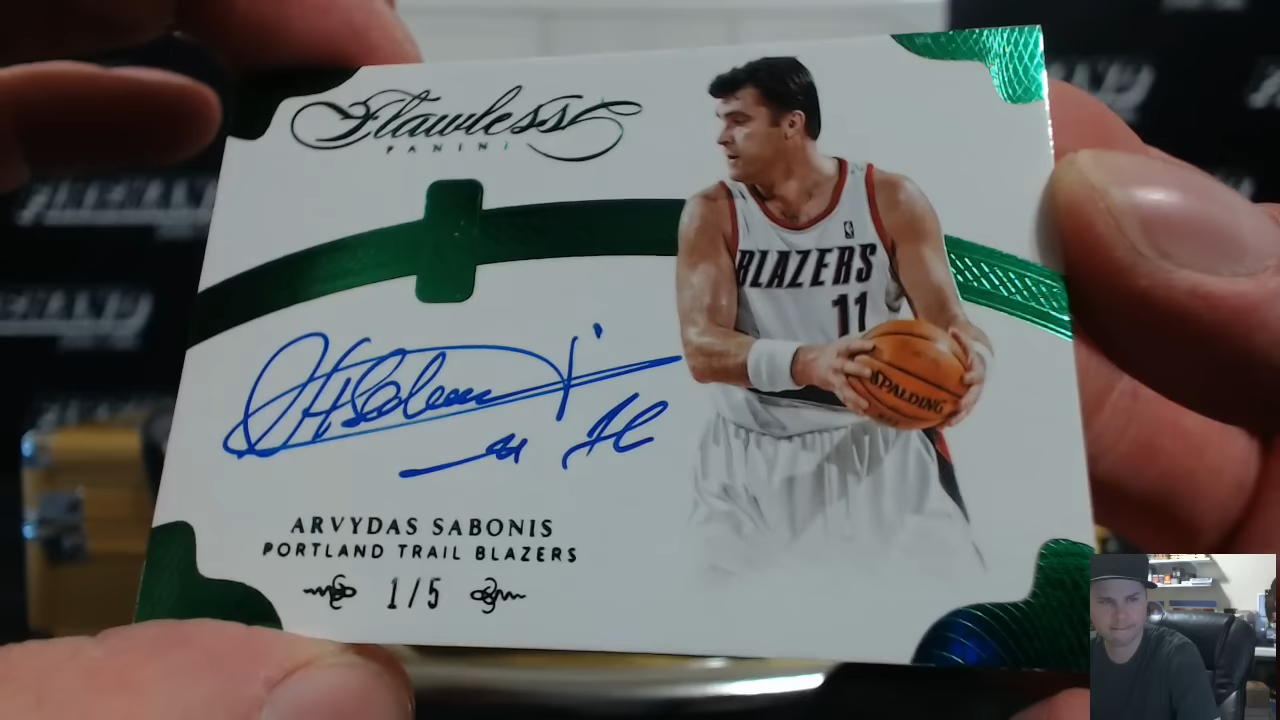 Flawless
PANINI
BLAZERS
11
SPALDING
ARVYDAS SABONIS
PORTLAND TRAIL BLAZERS
1/5